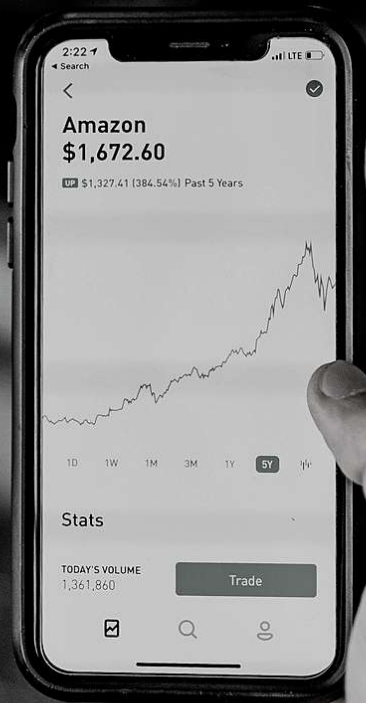 2:22 LTE
Search
Amazon
$1,672.60
UP $1,327.41 (384.54%) Past 5 Years
1D 1W 1M 3M 1Y 5Y
Stats
TODAY'S VOLUME
1,361,860
Trade